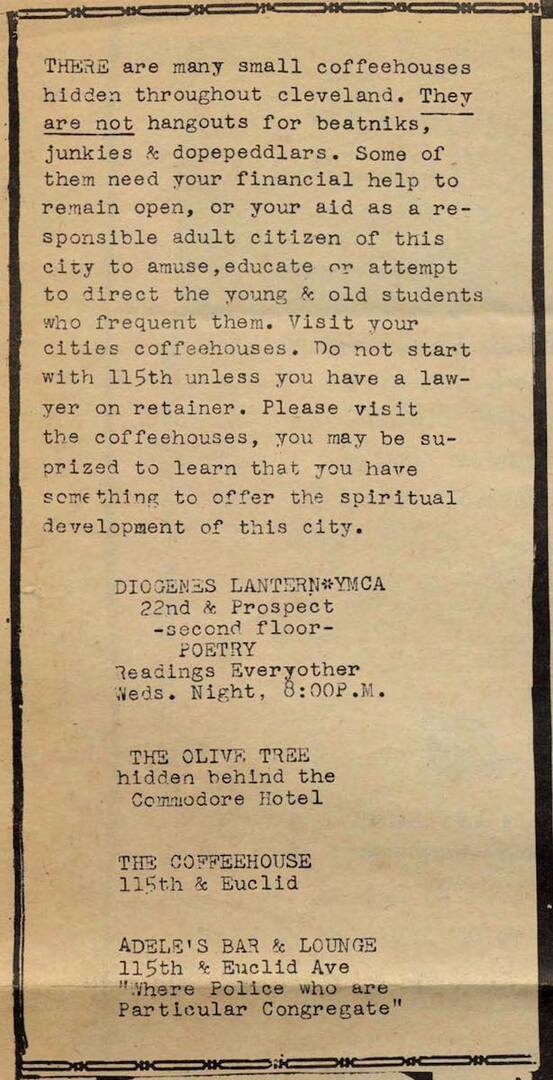 THERE are many small coffeehouses
hidden throughout cleveland. They
are not hangouts for beatniks,
junkies & dopepeddlars. Some of
them need your financial help to
remain open, or your aid as a re-
sponsible adult citizen of this
city to amuse,educate or attempt
to direct the young & old students
who frequent them. Visit your
cities coffeehouses. Do not start
with 115th unless you have a law-
yer on retainer. Please visit
the coffeehouses, you may be su-
prized to learn that you have
something to offer the spiritual
development of this city.
DIOGENES LANTERN*YMCA
22nd & Prospect
-second floor-
POETRY
Readings Everyother
Weds. Night, 8:00P.M.
THE OLIVE TREE
hidden behind the
Commodore Hotel
THE COFFEEHOUSE
115th & Euclid
ADELE'S BAR & LOUNGE
115th & Euclid Ave
"Where Police who are
Particular Congregate"